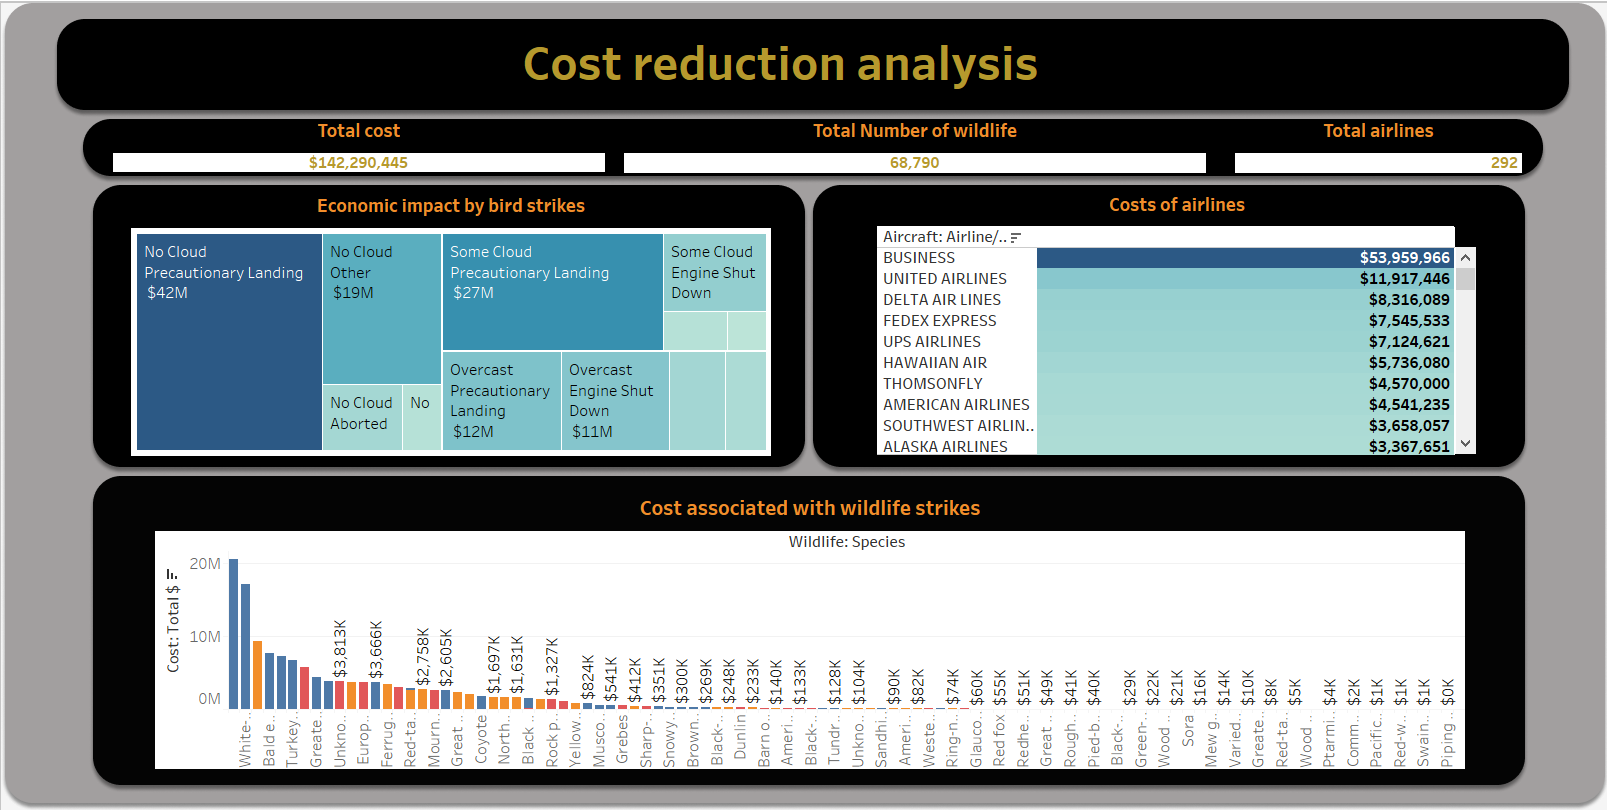 Cost reduction analysis
Total cost
Total Number of wildlife
Total airlines
$142,290,445
68,790
292
Economic impact by bird strikes
No Cloud
Precautionary Landing
$42M
No Cloud
Other
$19M
Some Cloud
Precautionary Landing
$27M
Some Cloud
Engine Shut
Down
No Cloud
Aborted
No
Overcast
Precautionary
Landing
$12M
Overcast
Engine Shut
Down
$11M
Costs of airlines
Aircraft: Airline/..
BUSINESS $53,959,966
UNITED AIRLINES $11,917,446
DELTA AIR LINES $8,316,089
FEDEX EXPRESS $7,545,533
UPS AIRLINES $7,124,621
HAWAIIAN AIR $5,736,080
THOMSONFLY $4,570,000
AMERICAN AIRLINES $4,541,235
SOUTHWEST AIRLIN.. $3,658,057
ALASKA AIRLINES $3,367,651
Cost associated with wildlife strikes
Wildlife: Species
Cost: Total $
20M
10M
0M
$3,813K
$3,666K
$2,758K
$2,605K
$1,697K
$1,631K
$1,327K
$824K
$541K
$412K
$351K
$300K
$269K
$248K
$233K
$140K
$133K
$128K
$104K
$90K
$82K
$74K
$60K
$55K
$51K
$49K
$41K
$40K
$29K
$22K
$21K
$16K
$14K
$10K
$8K
$5K
$4K
$2K
$1K
$1K
$1K
$0K
White-..
Bald e..
Turkey..
Greate..
Unkno..
Europ..
Ferrug..
Red-ta..
Mourn..
Great ..
Coyote
North..
Black ..
Rock p..
Yellow..
Musco..
Grebes
Sharp-..
Snowy..
Brown..
Black-..
Dunlin
Barn o..
Ameri..
Black-..
Tundr..
Unkno..
Sandhi..
Ameri..
Weste..
Ring-n..
Glauco..
Red fox
Redhe..
Great ..
Rough..
Pied-b..
Black-..
Green-..
Wood ..
Sora
Mew g..
Varied..
Greate..
Red-ta..
Wood ..
Ptarmi..
Comm..
Pacific..
Red-w..
Swain..
Piping ..